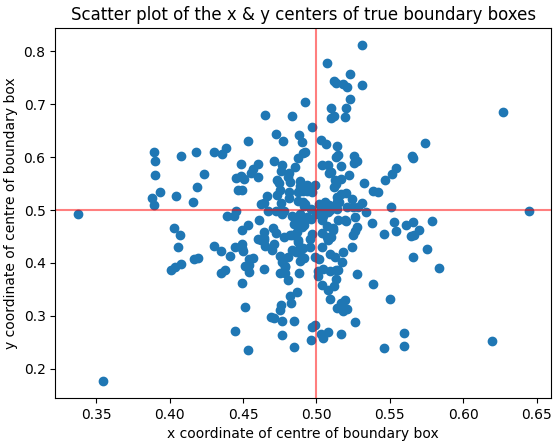 Scatter plot of the x & y centers of true boundary boxes
y coordinate of centre of boundary box
0.8
0.7
0.6
0.5
0.4
0.3
0.2
0.35 0.40 0.45 0.50 0.55 0.60 0.65
x coordinate of centre of boundary box